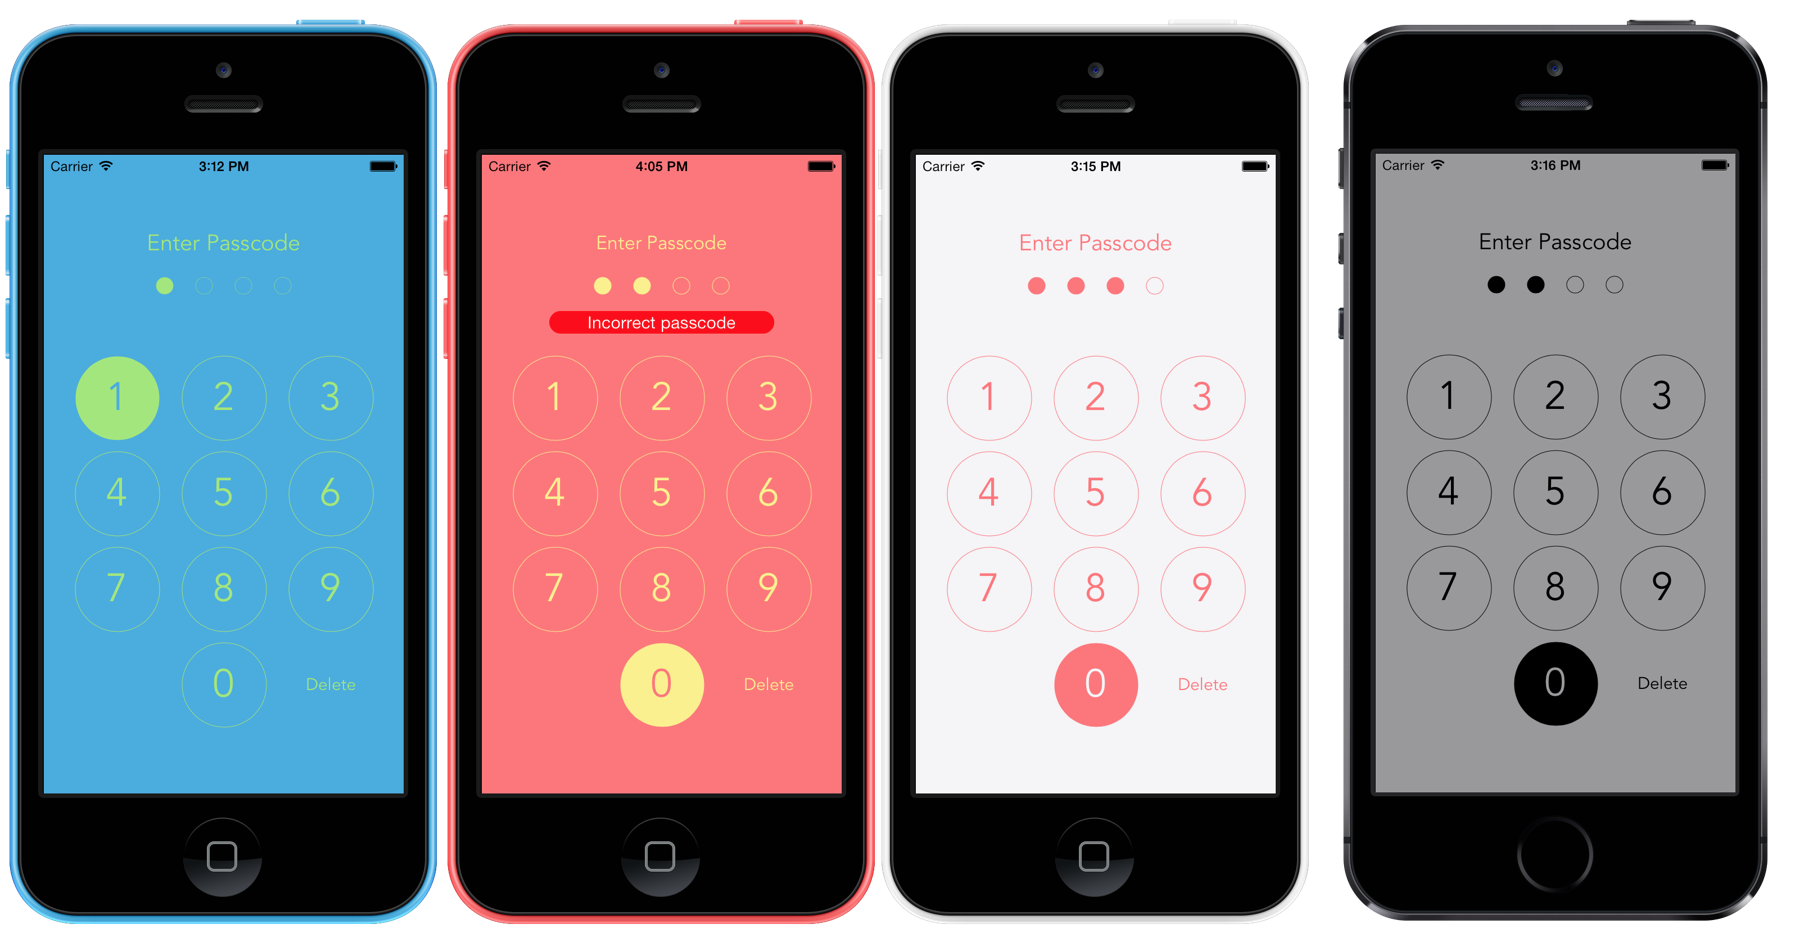 Carrier 3:12 PM
Enter Passcode
1 2 3
4 5 6
7 8 9
0 Delete
Carrier 4:05 PM
Enter Passcode
Incorrect passcode
1 2 3
4 5 6
7 8 9
0 Delete
Carrier 3:15 PM
Enter Passcode
1 2 3
4 5 6
7 8 9
0 Delete
Carrier 3:16 PM
Enter Passcode
1 2 3
4 5 6
7 8 9
0 Delete